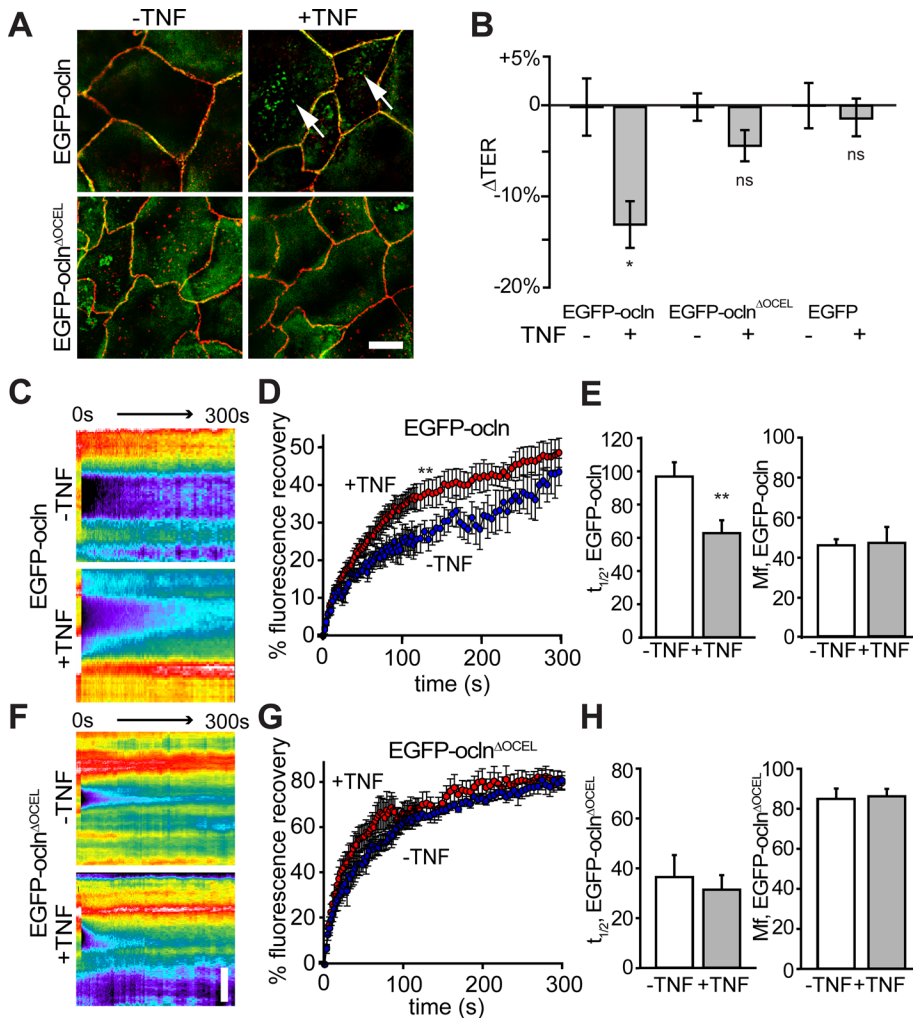 A
-TNF
+TNF
EGFP-ocln
EGFP-ocln^ΔOCEL
B
+5%
0
-10%
-20%
ΔTER
*
ns
ns
EGFP-ocln
EGFP-ocln^ΔOCEL
EGFP
TNF - + - + - +
C
0s
300s
EGFP-ocln
-TNF
+TNF
D
EGFP-ocln
+TNF
**
-TNF
% fluorescence recovery
50
40
30
20
10
0
0 100 200 300
time (s)
E
t1/2, EGFP-ocln
120
100
80
60
40
20
0
**
-TNF +TNF
Mf, EGFP-ocln
100
80
60
40
20
0
-TNF +TNF
F
0s
300s
EGFP-ocln^ΔOCEL
-TNF
+TNF
G
EGFP-ocln^ΔOCEL
+TNF
-TNF
% fluorescence recovery
80
60
40
20
0
0 100 200 300
time (s)
H
t1/2, EGFP-ocln^ΔOCEL
80
60
40
20
0
-TNF +TNF
Mf, EGFP-ocln^ΔOCEL
100
80
60
40
20
0
-TNF +TNF